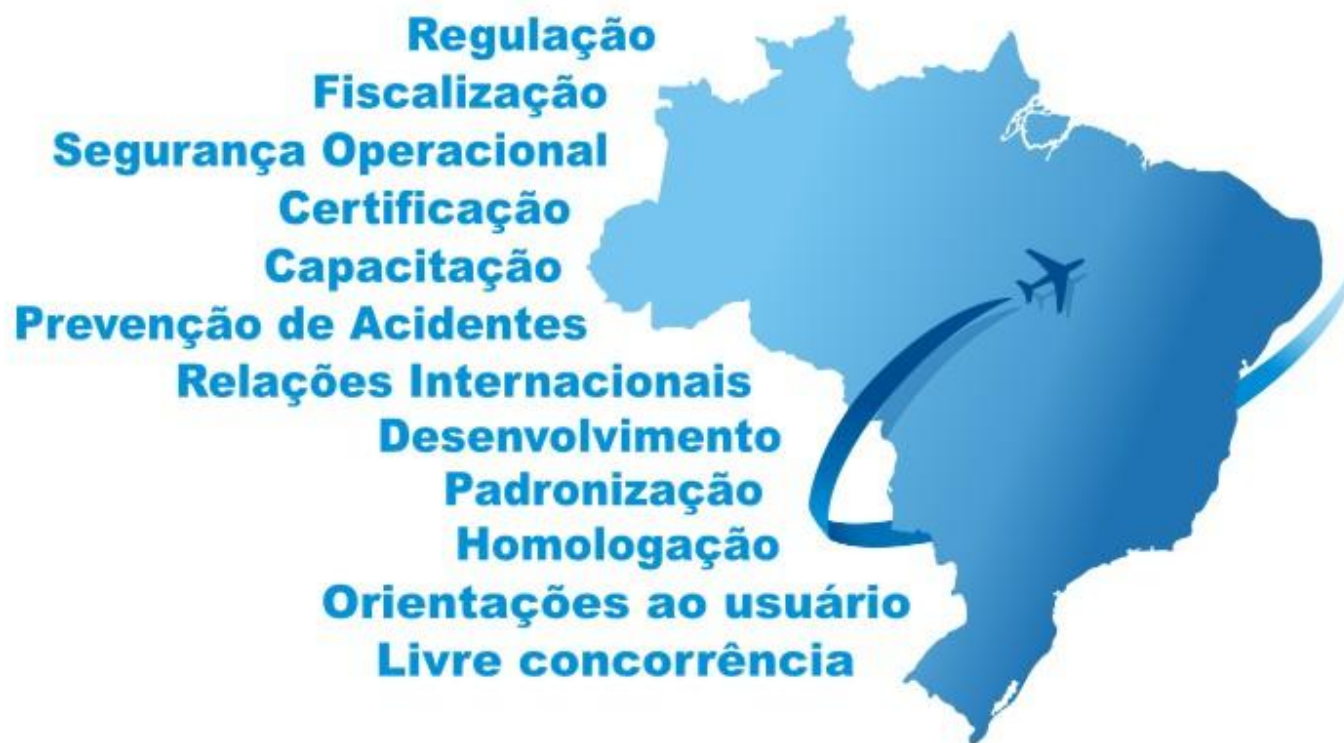 Regulação
Fiscalização
Segurança Operacional
Certificação
Capacitação
Prevenção de Acidentes
Relações Internacionais
Desenvolvimento
Padronização
Homologação
Orientações ao usuário
Livre concorrência